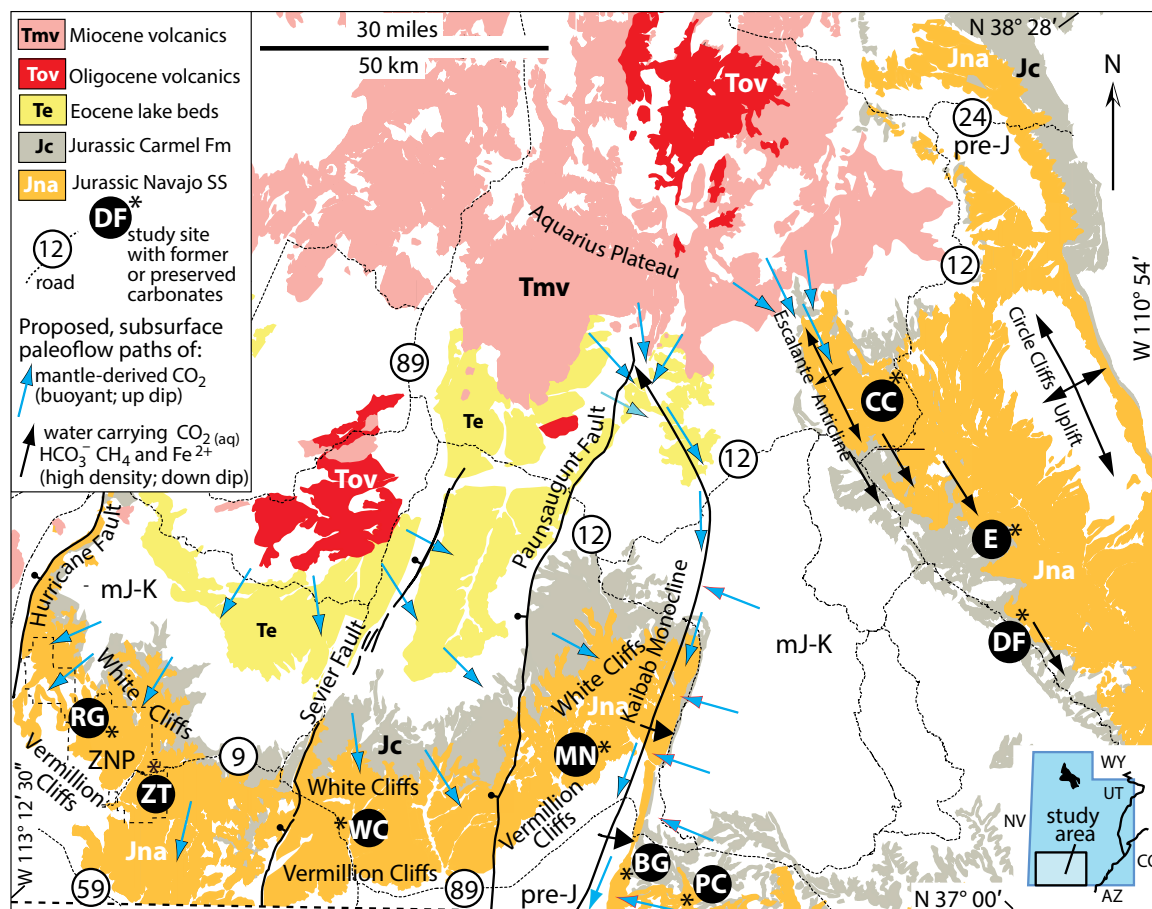 Tmv Miocene volcanics
Tov Oligocene volcanics
Te Eocene lake beds
Jc Jurassic Carmel Fm
Jna Jurassic Navajo SS
DF *
study site
with former
or preserved
carbonates
12
road
Proposed, subsurface
paleoflow paths of:
mantle-derived CO2
(buoyant; up dip)
water carrying CO2 (aq)
HCO3⁻ CH4 and Fe²⁺
(high density; down dip)
30 miles
50 km
N 38° 28′
N
W 110° 54′
Jna
Jc
24
pre-J
Tov
Aquarius Plateau
Tmv
12
Circle Cliffs
Uplift
Escalante Anticline
CC *
89
Te
Paunsaugunt Fault
12
Tov
12
E *
Jna
Hurricane Fault
mJ-K
Te
Sevier Fault
Kaibab Monocline
mJ-K
DF *
White Cliffs
RG *
ZNP
Vermillion Cliffs
ZT *
9
Jc
White Cliffs
Jna
MN *
White Cliffs
WC *
Vermillion Cliffs
Vermillion Cliffs
Jna
W 113° 12′ 30″
59
89
pre-J
BG *
PC *
N 37° 00′
WY
UT
NV
study
area
CO
AZ